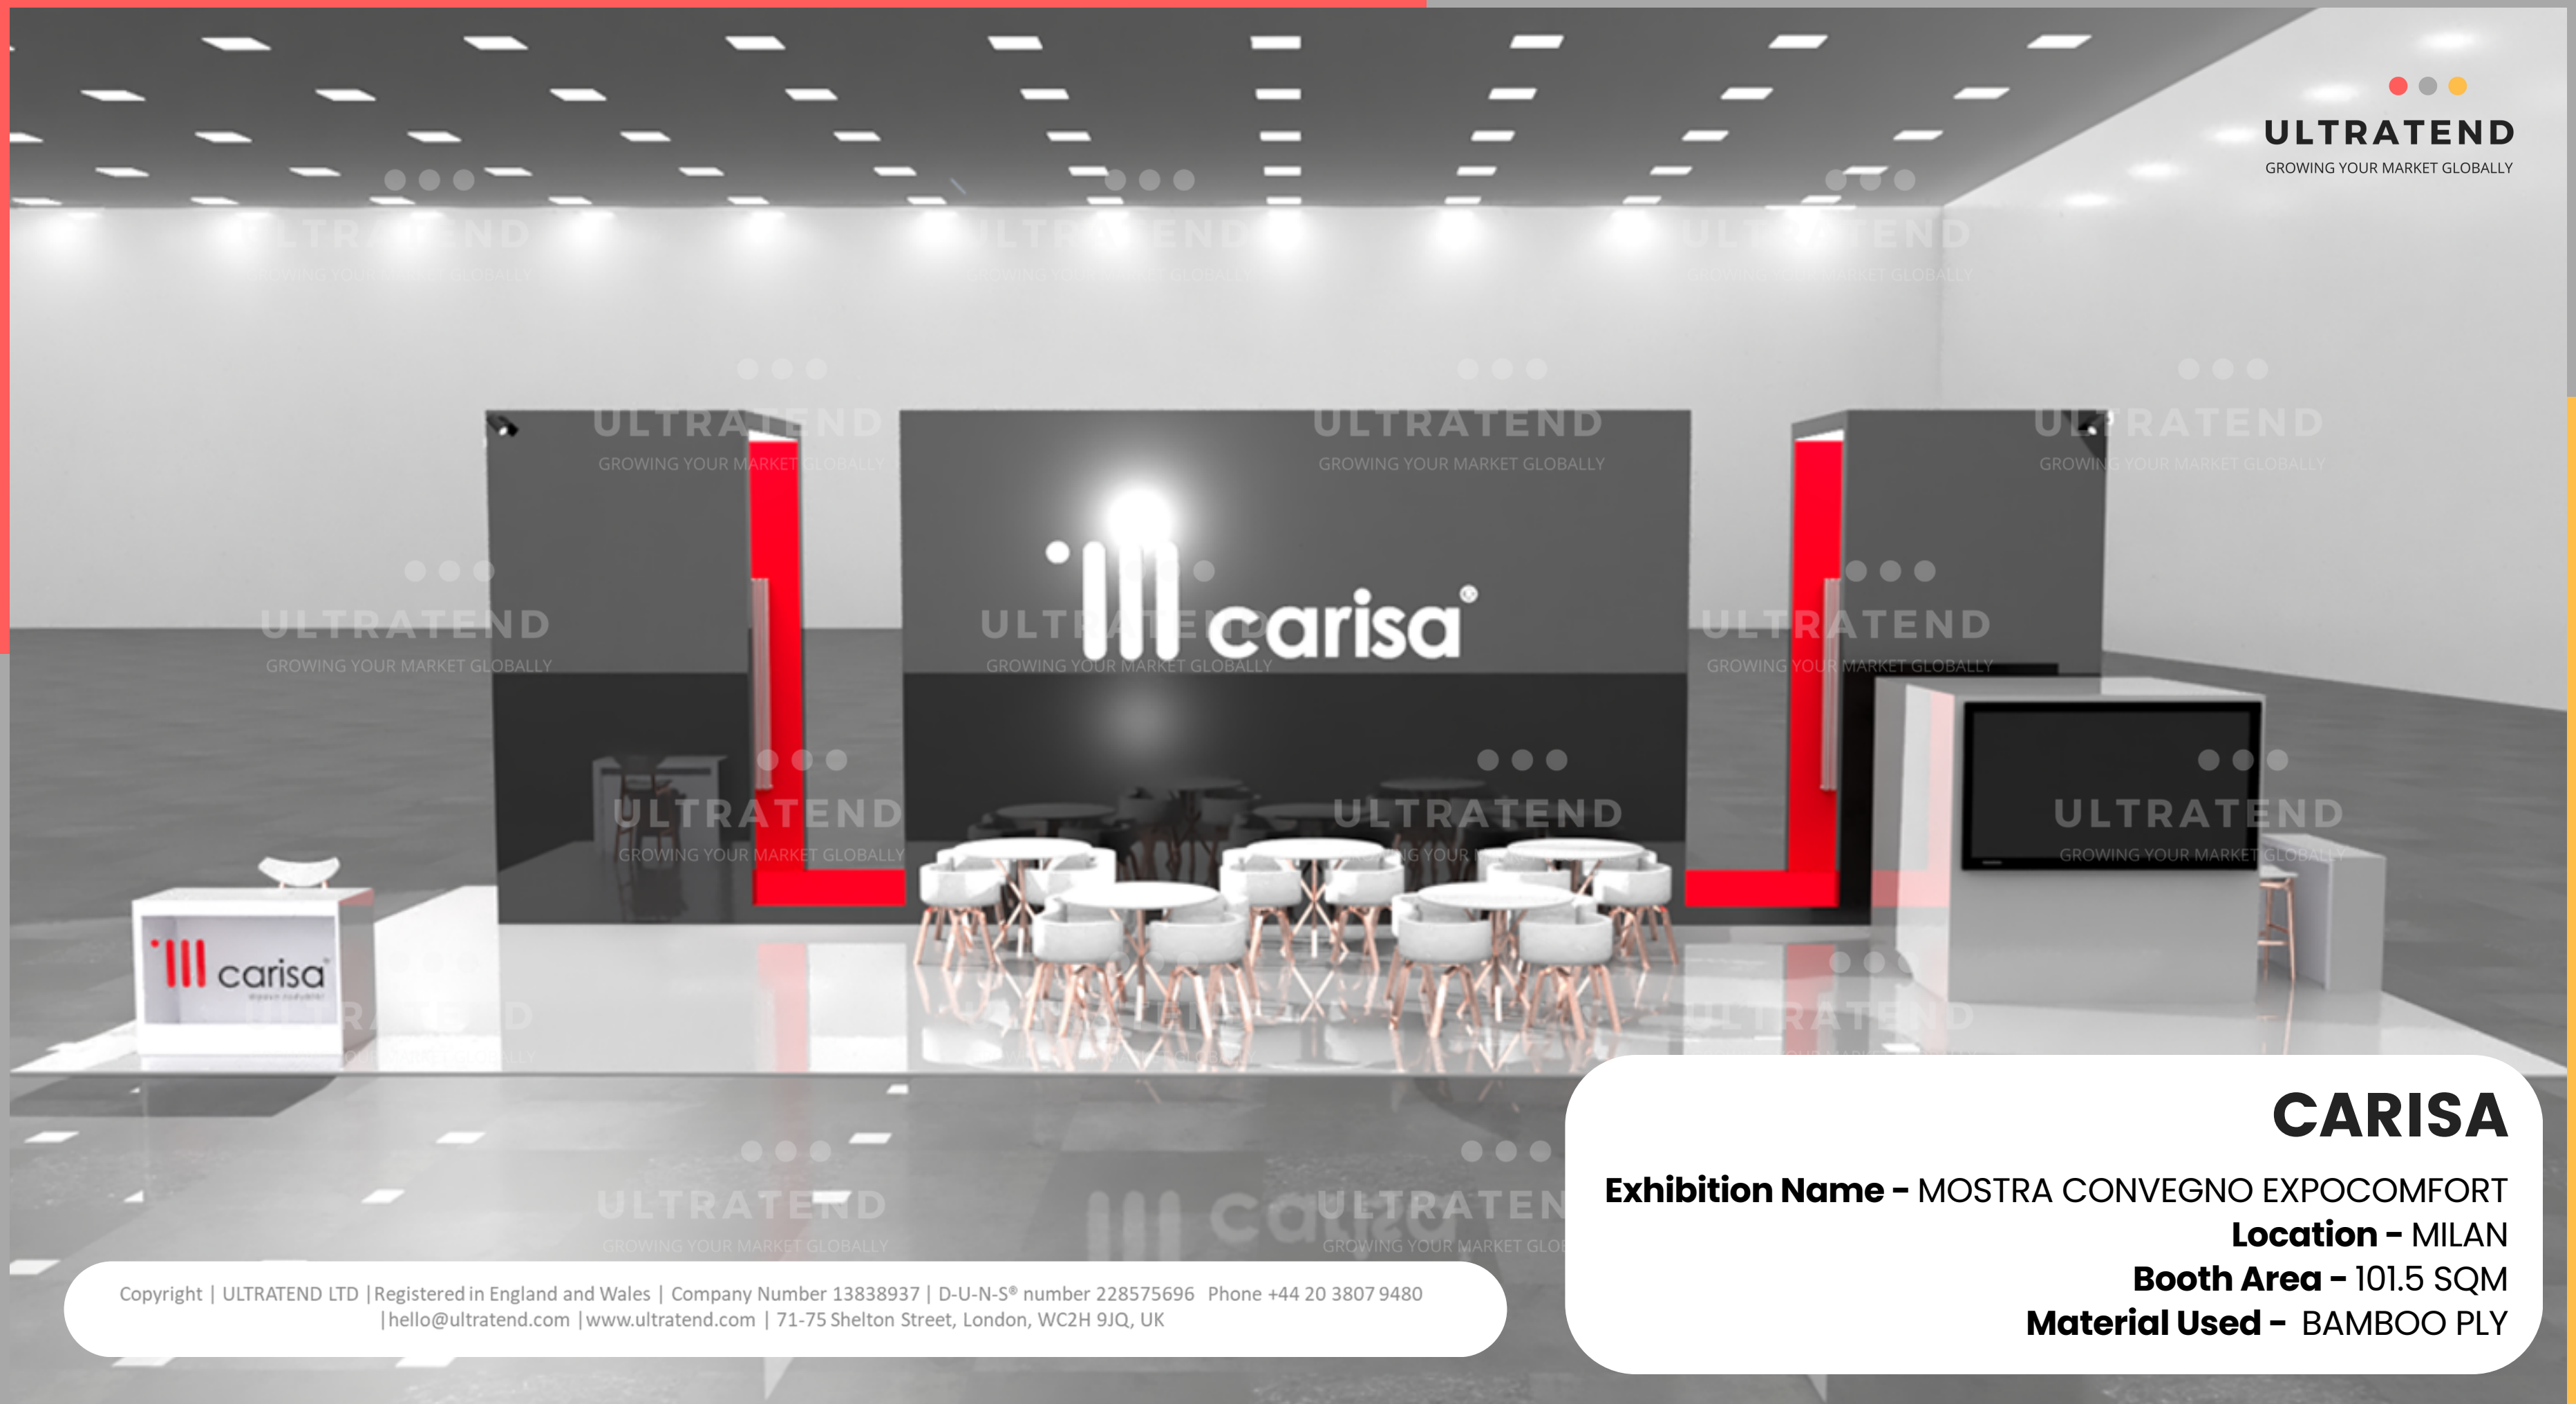 ULTRATEND
GROWING YOUR MARKET GLOBALLY
carisa®
carisa
CARISA
Exhibition Name - MOSTRA CONVEGNO EXPOCOMFORT
Location - MILAN
Booth Area - 101.5 SQM
Material Used - BAMBOO PLY
Copyright | ULTRATEND LTD |Registered in England and Wales | Company Number 13838937 | D-U-N-S® number 228575696 Phone +44 20 3807 9480
|hello@ultratend.com |www.ultratend.com | 71-75 Shelton Street, London, WC2H 9JQ, UK